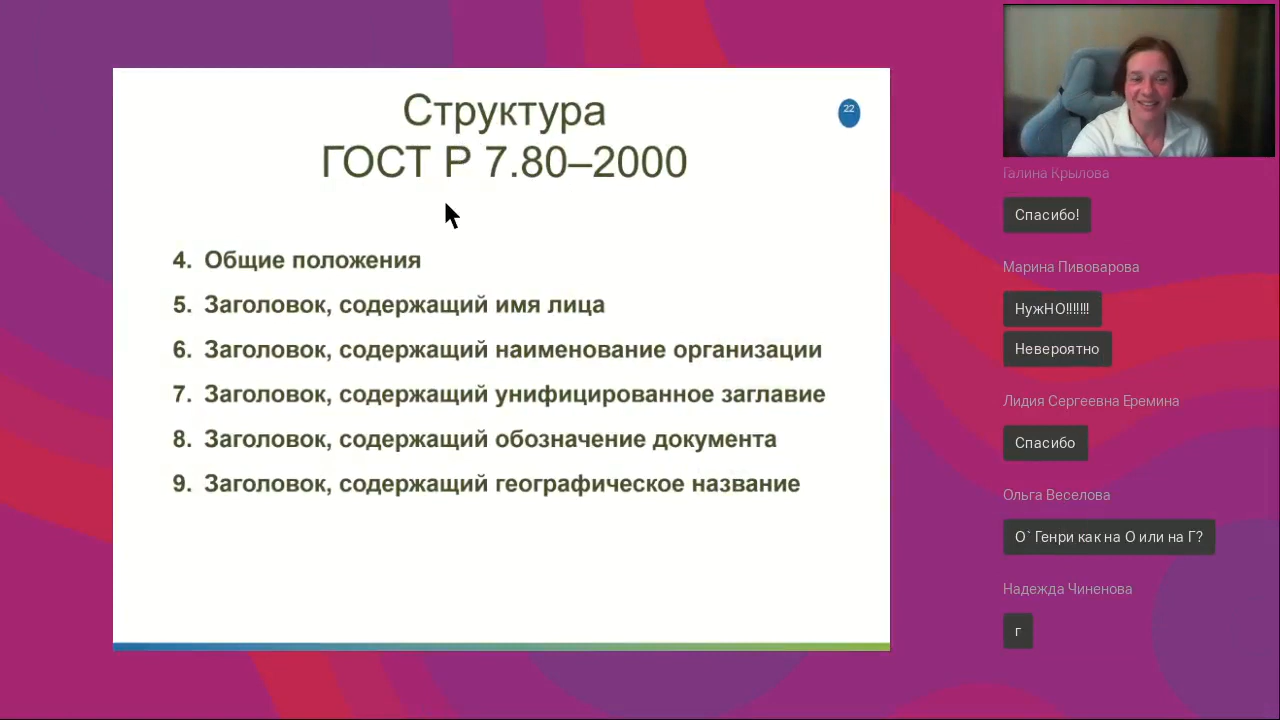 Структура
ГОСТ Р 7.80–2000
22
4. Общие положения
5. Заголовок, содержащий имя лица
6. Заголовок, содержащий наименование организации
7. Заголовок, содержащий унифицированное заглавие
8. Заголовок, содержащий обозначение документа
9. Заголовок, содержащий географическое название
Галина Крылова
Спасибо!
Марина Пивоварова
НужНО!!!!!!!
Невероятно
Лидия Сергеевна Еремина
Спасибо
Ольга Веселова
О` Генри как на О или на Г?
Надежда Чиненова
г